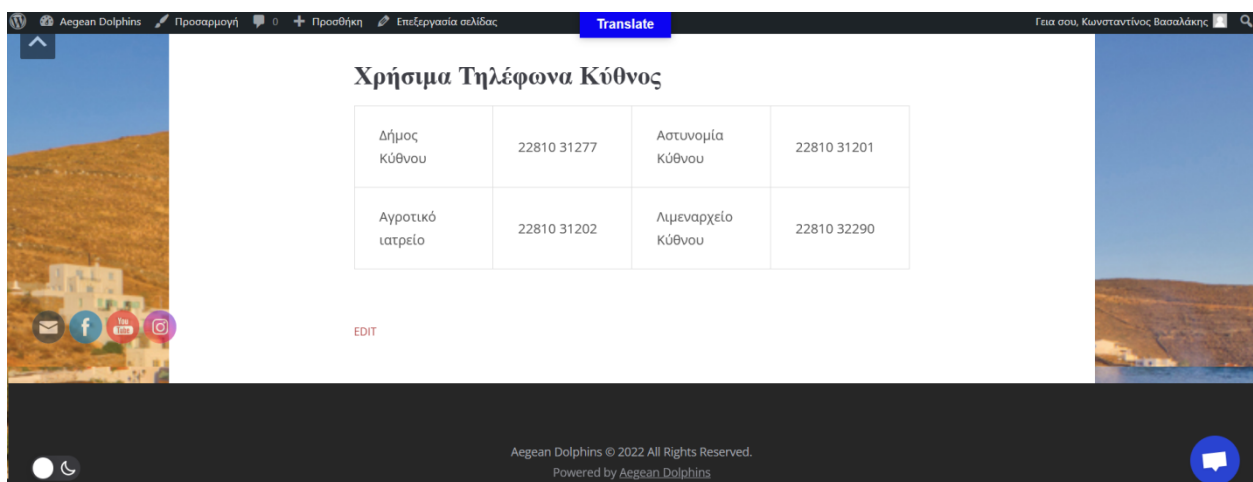 Aegean Dolphins Προσαρμογή 0 Προσθήκη Επεξεργασία σελίδας Translate Γεια σου, Κωνσταντίνος Βασαλάκης
Χρήσιμα Τηλέφωνα Κύθνος
Δήμος Κύθνου 22810 31277 Αστυνομία Κύθνου 22810 31201
Αγροτικό ιατρείο 22810 31202 Λιμεναρχείο Κύθνου 22810 32290
You Tube
EDIT
Aegean Dolphins © 2022 All Rights Reserved.
Powered by Aegean Dolphins